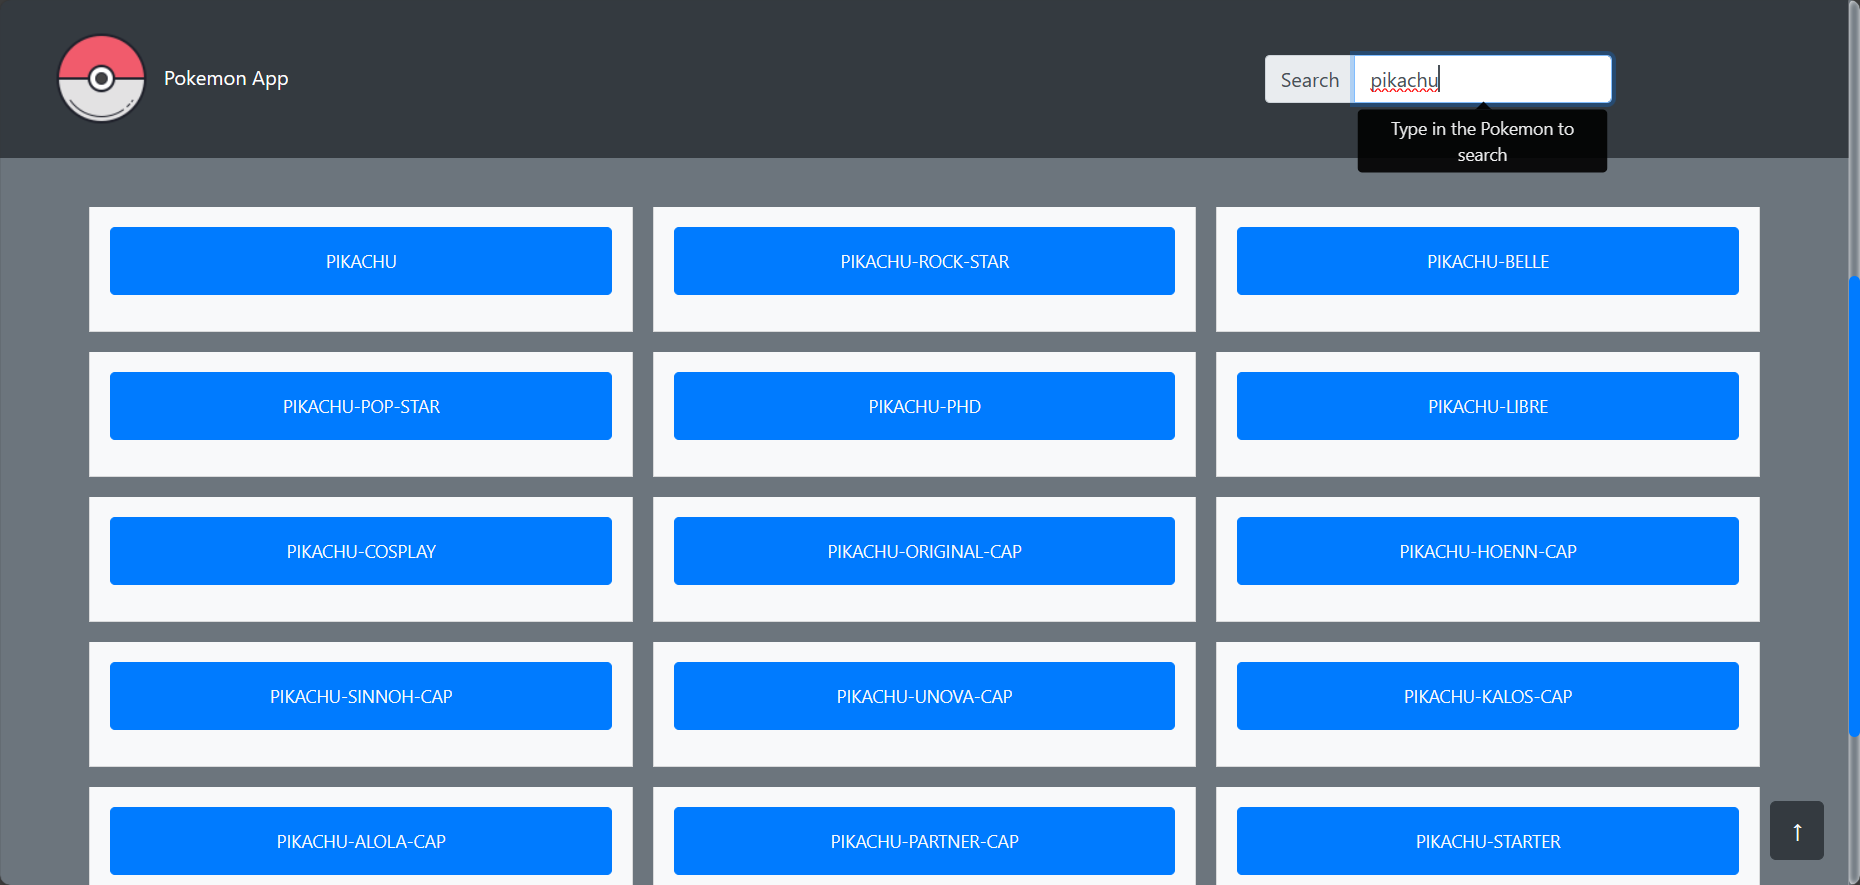 Pokemon App
Search
pikachu
Type in the Pokemon to
search
PIKACHU
PIKACHU-ROCK-STAR
PIKACHU-BELLE
PIKACHU-POP-STAR
PIKACHU-PHD
PIKACHU-LIBRE
PIKACHU-COSPLAY
PIKACHU-ORIGINAL-CAP
PIKACHU-HOENN-CAP
PIKACHU-SINNOH-CAP
PIKACHU-UNOVA-CAP
PIKACHU-KALOS-CAP
PIKACHU-ALOLA-CAP
PIKACHU-PARTNER-CAP
PIKACHU-STARTER
↑